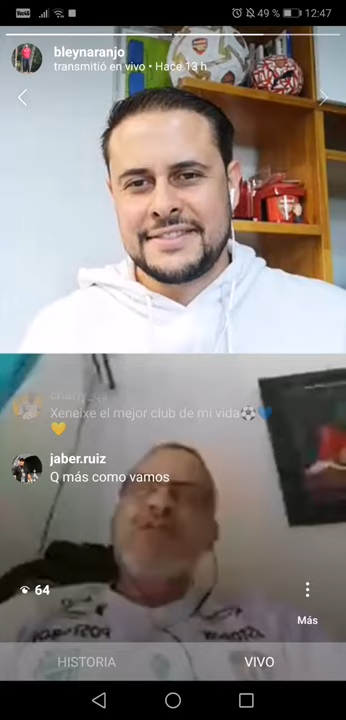 12:47
49 %
bleynaranjo
transmitió en vivo • Hace 13 h
Xeneixe el mejor club de mi vida⚽💙
💛
jaber.ruiz
Q más como vamos
64
Más
HISTORIA
VIVO